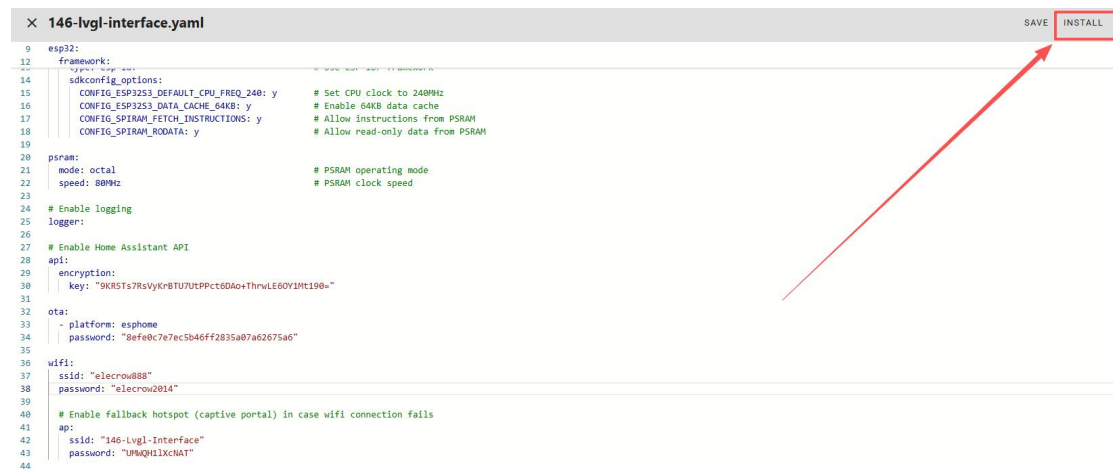 × 146-lvgl-interface.yaml SAVE INSTALL
9 esp32:
12 framework:
14 sdkconfig_options:
15 CONFIG_ESP32S3_DEFAULT_CPU_FREQ_240: y # Set CPU clock to 240MHz
16 CONFIG_ESP32S3_DATA_CACHE_64KB: y # Enable 64KB data cache
17 CONFIG_SPIRAM_FETCH_INSTRUCTIONS: y # Allow instructions from PSRAM
18 CONFIG_SPIRAM_RODATA: y # Allow read-only data from PSRAM
19
20 psram:
21 mode: octal # PSRAM operating mode
22 speed: 80MHz # PSRAM clock speed
23
24 # Enable logging
25 logger:
26
27 # Enable Home Assistant API
28 api:
29 encryption:
30 key: "9KR5Ts7RsVyKrBTU7UtPPct6DAo+ThrwLE6OY1Mt190="
31
32 ota:
33 - platform: esphome
34 password: "8efe0c7e7ec5b46ff2835a07a62675a6"
35
36 wifi:
37 ssid: "elecrow888"
38 password: "elecrow2014"
39
40 # Enable fallback hotspot (captive portal) in case wifi connection fails
41 ap:
42 ssid: "146-Lvgl-Interface"
43 password: "UMWQH1lXcNAT"
44